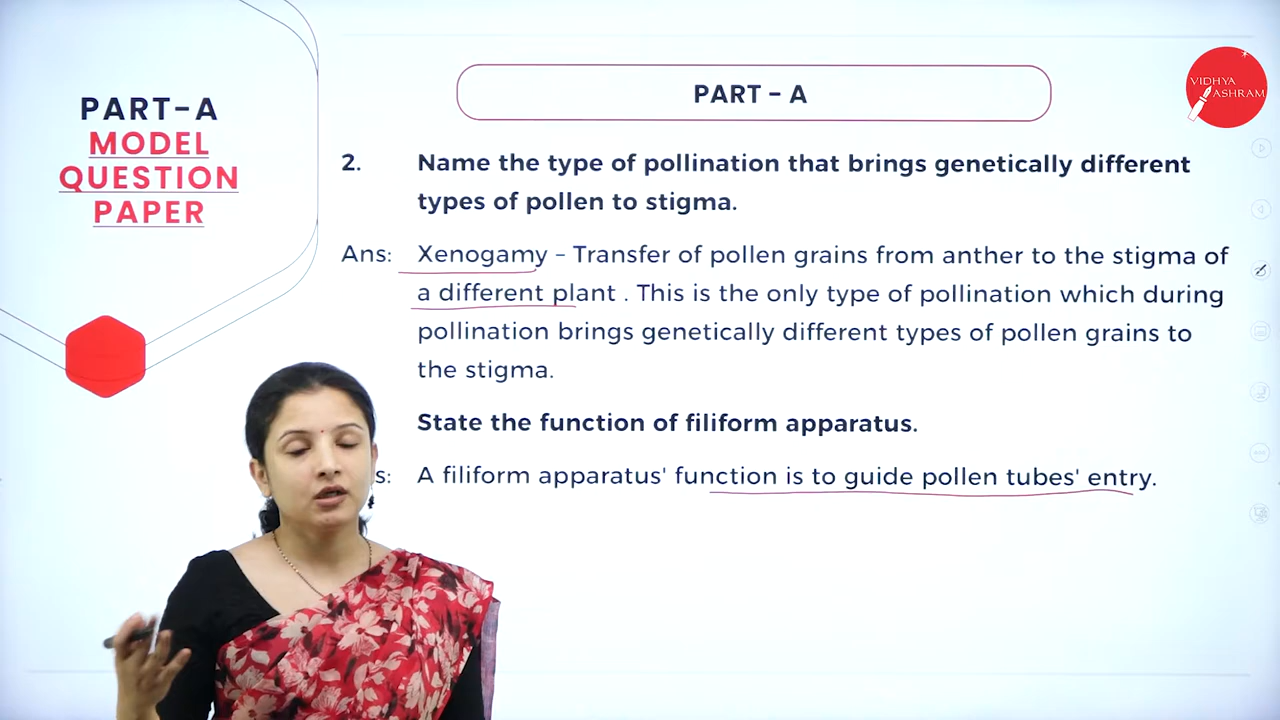 PART-A
MODEL
QUESTION
PAPER
PART - A
VIDHYA
ASHRAM
2. Name the type of pollination that brings genetically different
types of pollen to stigma.
Ans: Xenogamy – Transfer of pollen grains from anther to the stigma of
a different plant . This is the only type of pollination which during
pollination brings genetically different types of pollen grains to
the stigma.
State the function of filiform apparatus.
s: A filiform apparatus' function is to guide pollen tubes' entry.